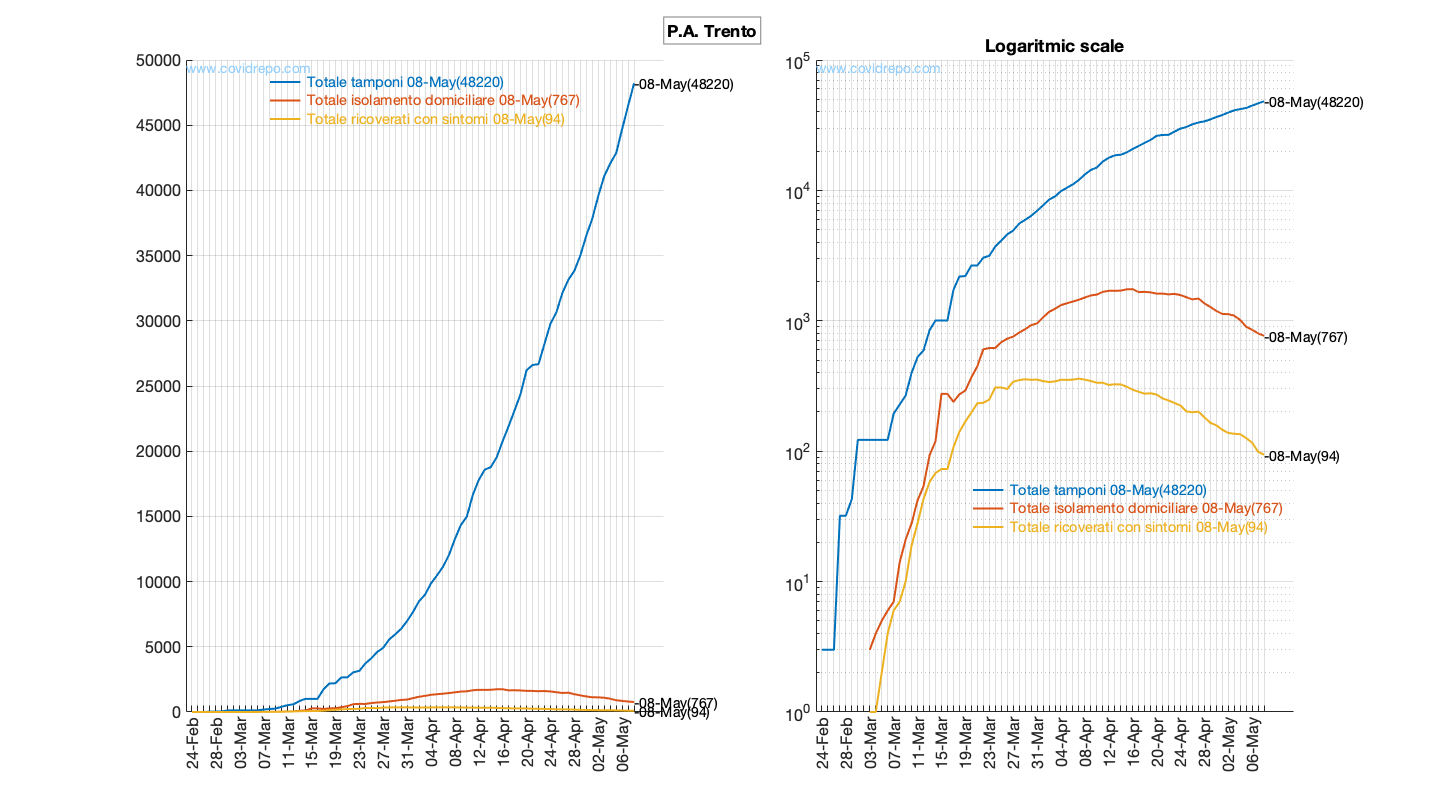 P.A. Trento
Logaritmic scale
www.covidrepo.com
Totale tamponi 08-May(48220)
Totale isolamento domiciliare 08-May(767)
Totale ricoverati con sintomi 08-May(94)
50000
45000
40000
35000
30000
25000
20000
15000
10000
5000
0
-08-May(48220)
-08-May(767)
-08-May(94)
24-Feb
28-Feb
03-Mar
07-Mar
11-Mar
15-Mar
19-Mar
23-Mar
27-Mar
31-Mar
04-Apr
08-Apr
12-Apr
16-Apr
20-Apr
24-Apr
28-Apr
02-May
06-May
www.covidrepo.com
10^5
10^4
10^3
10^2
10^1
10^0
-08-May(48220)
-08-May(767)
-08-May(94)
Totale tamponi 08-May(48220)
Totale isolamento domiciliare 08-May(767)
Totale ricoverati con sintomi 08-May(94)
24-Feb
28-Feb
03-Mar
07-Mar
11-Mar
15-Mar
19-Mar
23-Mar
27-Mar
31-Mar
04-Apr
08-Apr
12-Apr
16-Apr
20-Apr
24-Apr
28-Apr
02-May
06-May